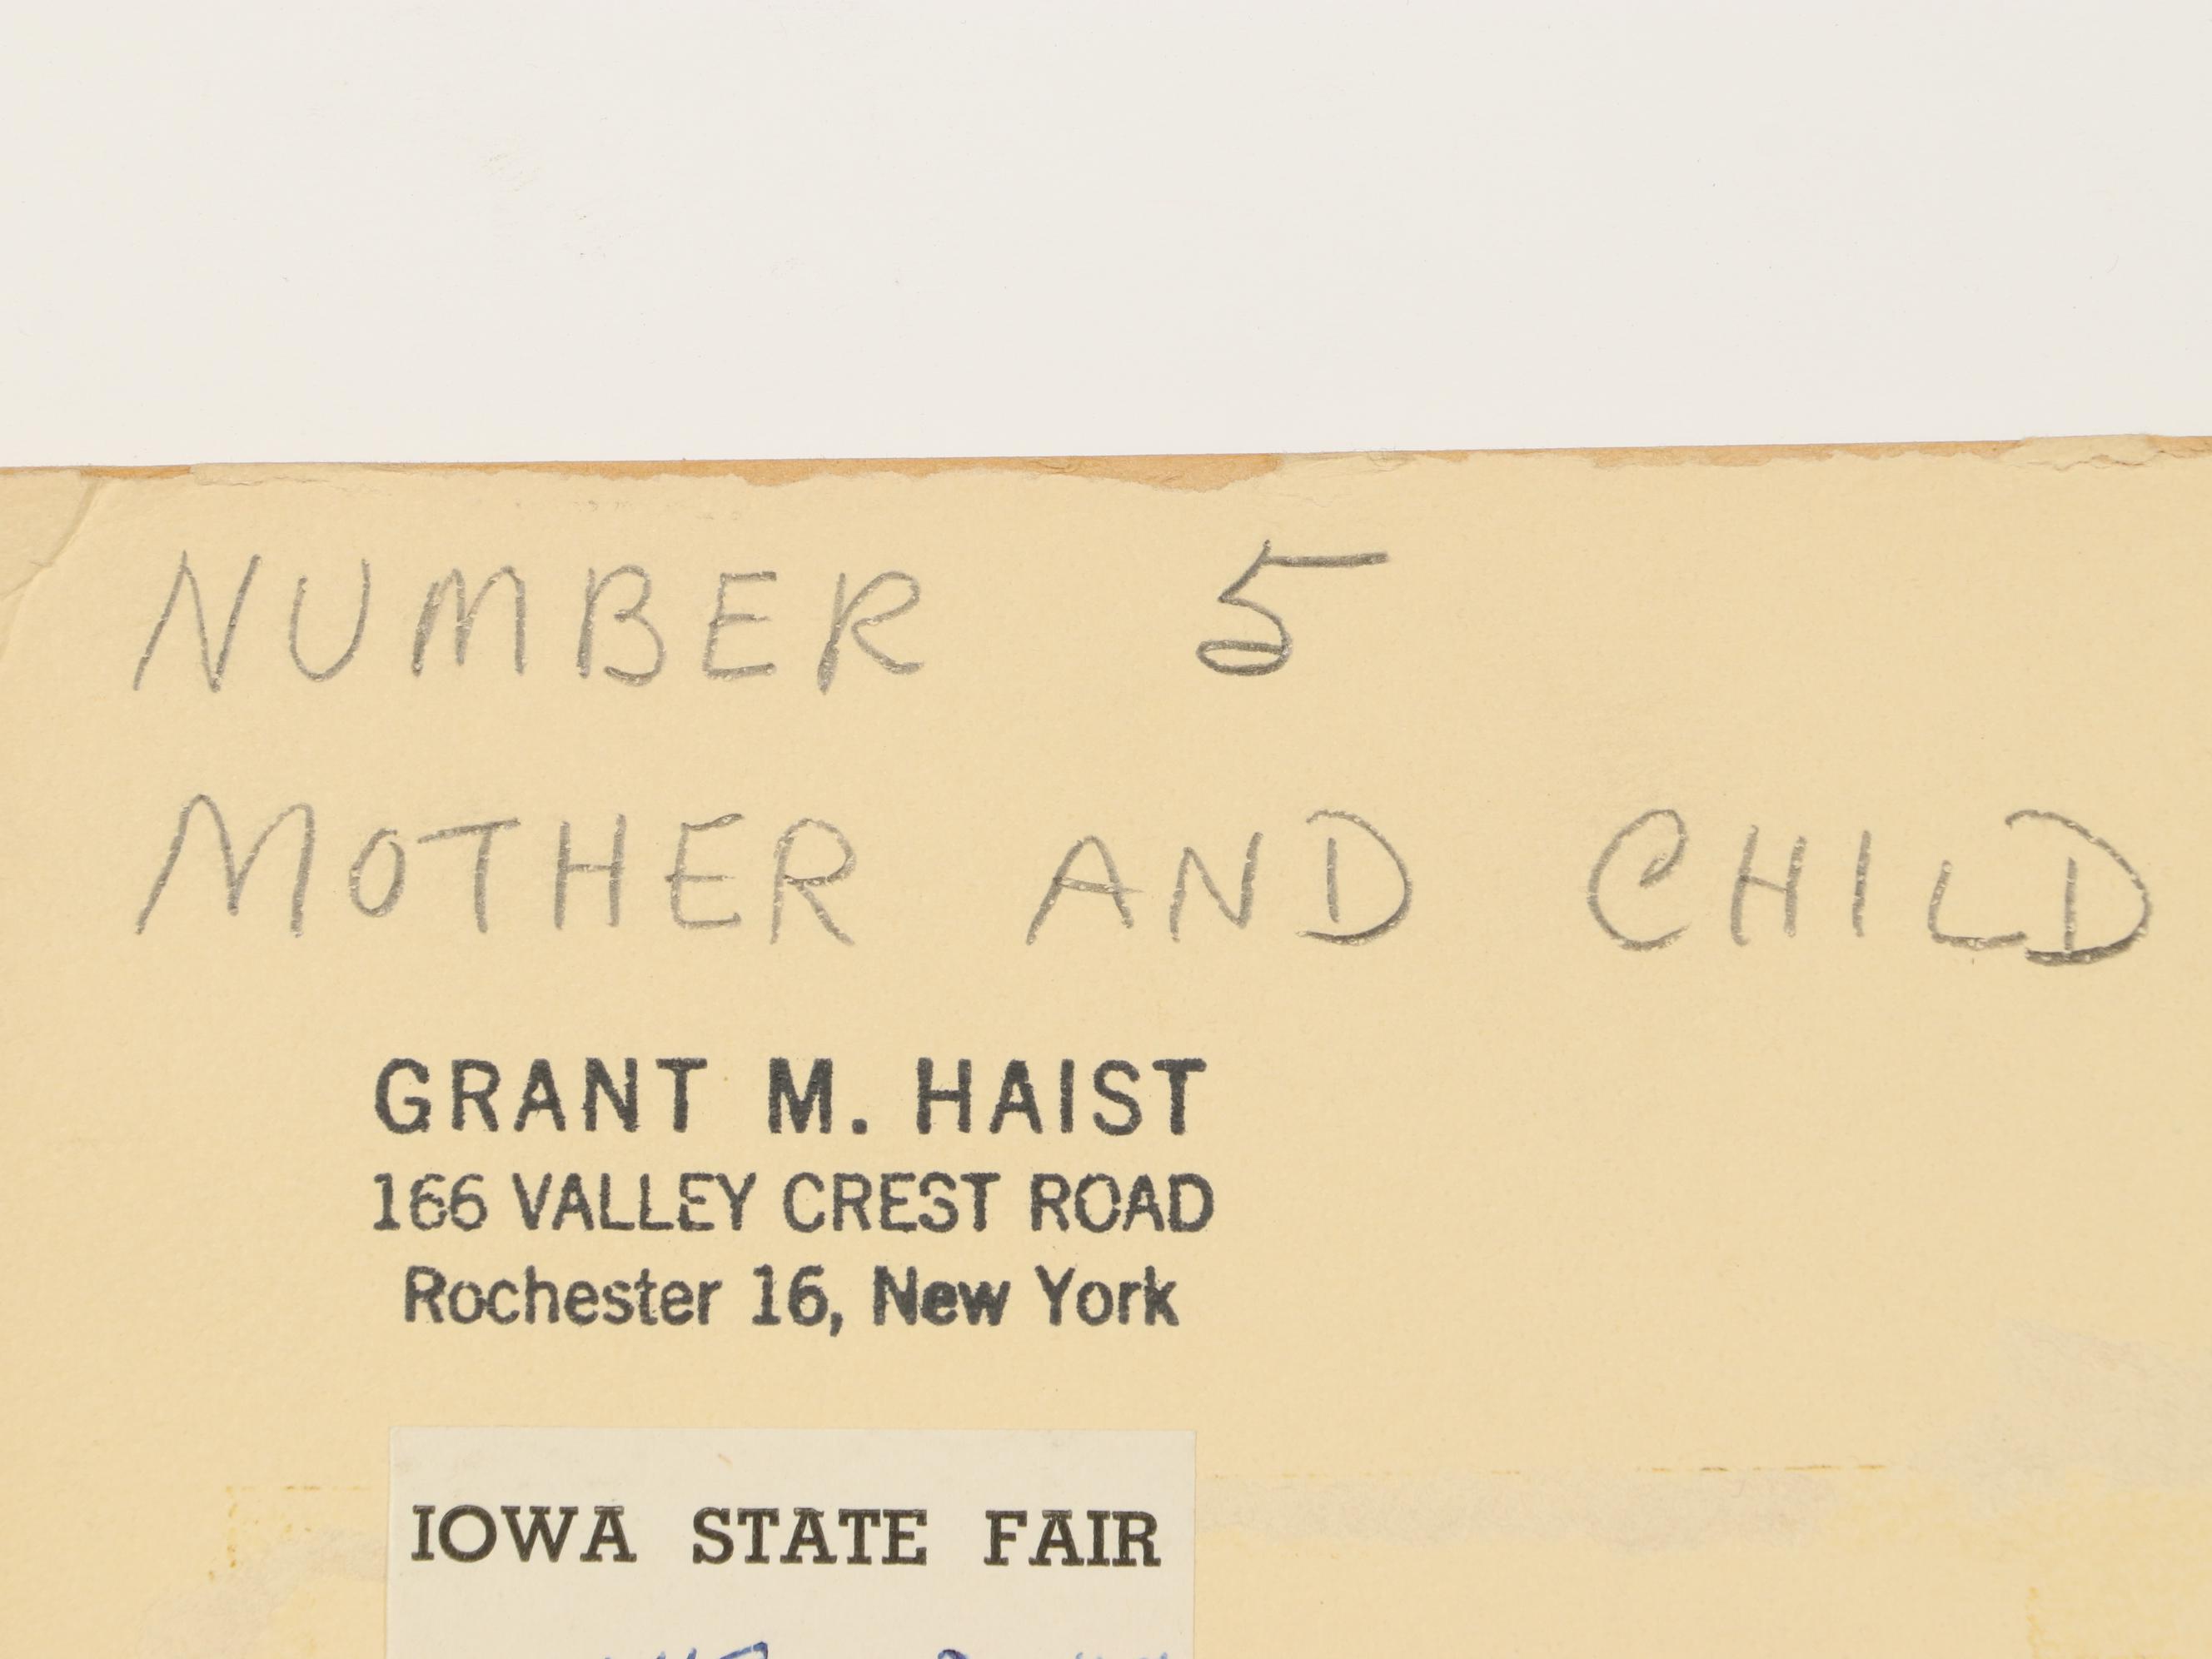 NUMBER 5
MOTHER AND CHILD
GRANT M. HAIST
166 VALLEY CREST ROAD
Rochester 16, New York
IOWA STATE FAIR